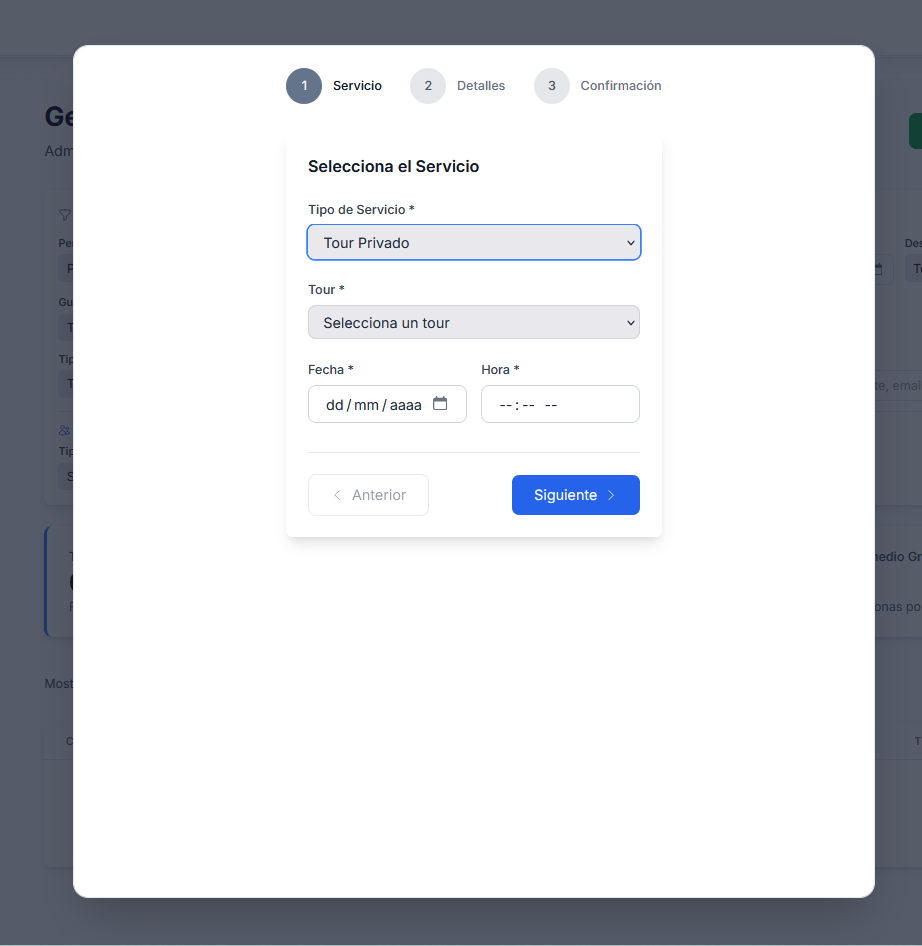 1 Servicio 2 Detalles 3 Confirmación
Selecciona el Servicio
Tipo de Servicio *
Tour Privado
Tour *
Selecciona un tour
Fecha * Hora *
dd/mm/aaaa --:-- --
Anterior Siguiente